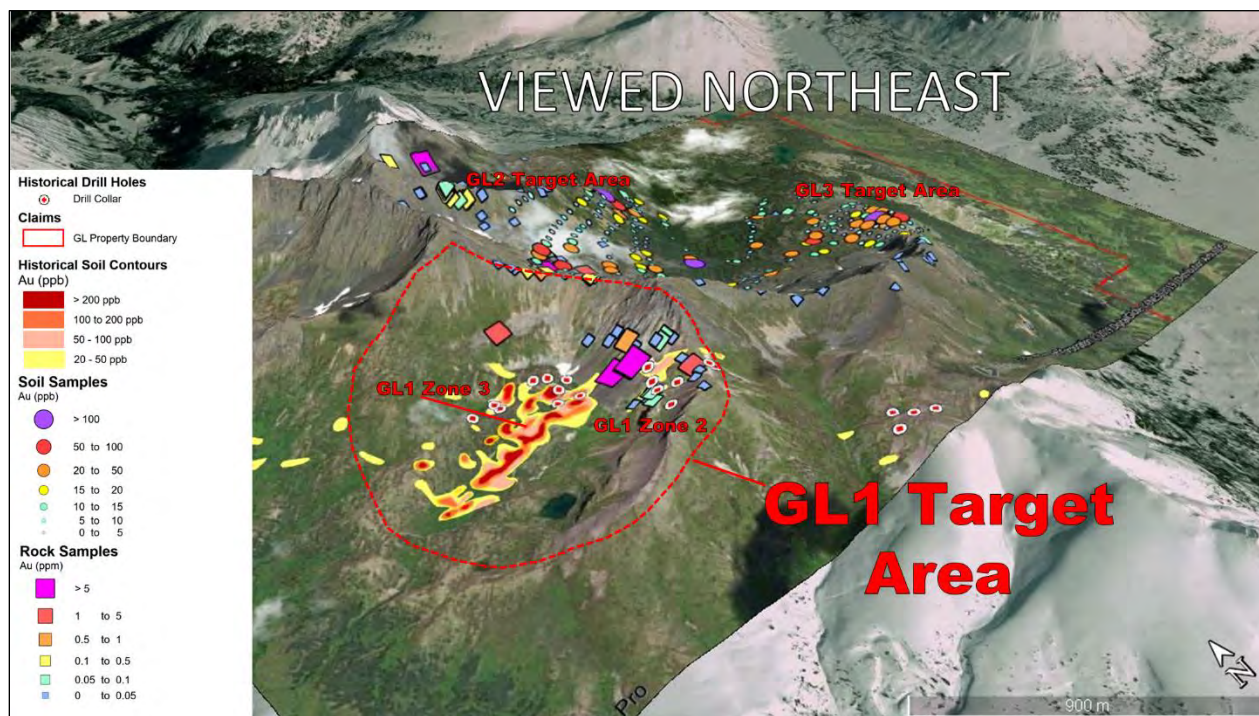 VIEWED NORTHEAST
GL2 Target Area
GL3 Target Area
Historical Drill Holes
Drill Collar
Claims
GL Property Boundary
Historical Soil Contours
Au (ppb)
> 200 ppb
100 to 200 ppb
50 - 100 ppb
20 - 50 ppb
Soil Samples
Au (ppb)
> 100
50 to 100
20 to 50
15 to 20
10 to 15
5 to 10
0 to 5
Rock Samples
Au (ppm)
> 5
1 to 5
0.5 to 1
0.1 to 0.5
0.05 to 0.1
0 to 0.05
GL1 Zone 3
GL1 Zone 2
GL1 Target
Area
Pro
N
900 m